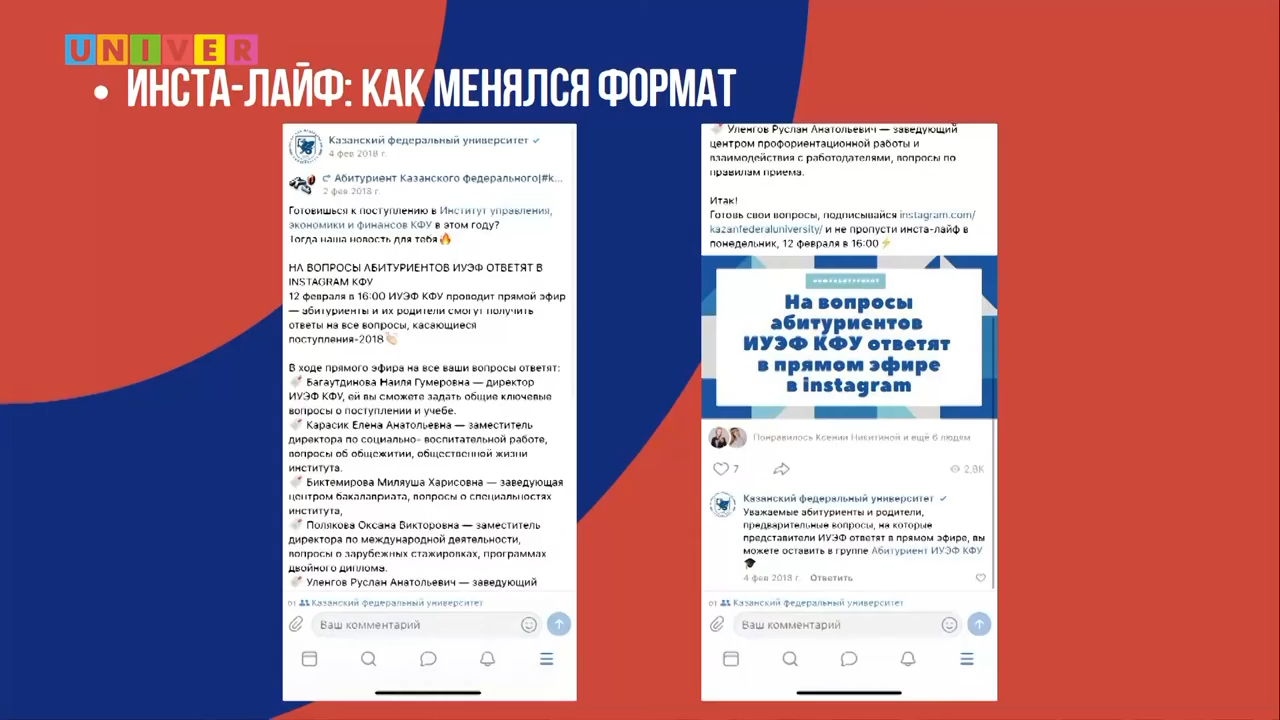 UNIVER
• ИНСТА-ЛАЙФ: КАК МЕНЯЛСЯ ФОРМАТ
Казанский федеральный университет
4 фев 2018 г.
Абитуриент Казанского федерального|#k...
2 фев 2018 г.
Готовишься к поступлению в Институт управления,
экономики и финансов КФУ в этом году?
Тогда наша новость для тебя🔥
НА ВОПРОСЫ АБИТУРИЕНТОВ ИУЭФ ОТВЕТЯТ В
INSTAGRAM КФУ
12 февраля в 16:00 ИУЭФ КФУ проводит прямой эфир
— абитуриенты и их родители смогут получить
ответы на все вопросы, касающиеся
поступления-2018👏🏻
В ходе прямого эфира на все ваши вопросы ответят:
Багаутдинова Наиля Гумеровна — директор
ИУЭФ КФУ, ей вы сможете задать общие ключевые
вопросы о поступлении и учебе.
Карасик Елена Анатольевна — заместитель
директора по социально- воспитательной работе,
вопросы об общежитии, общественной жизни
института.
Биктемирова Миляуша Харисовна — заведующая
центром бакалавриата, вопросы о специальностях
института,
Полякова Оксана Викторовна — заместитель
директора по международной деятельности,
вопросы о зарубежных стажировках, программах
двойного диплома.
Уленгов Руслан Анатольевич — заведующий
от Казанский федеральный университет
Ваш комментарий
Уленгов Руслан Анатольевич — заведующий
центром профориентационной работы и
взаимодействия с работодателями, вопросы по
правилам приема.
Итак!
Готовь свои вопросы, подписывайся instagram.com/
kazanfederaluniversity/ и не пропусти инста-лайф в
понедельник, 12 февраля в 16:00⚡
На вопросы
абитуриентов
ИУЭФ КФУ ответят
в прямом эфире
в instagram
Понравилось Ксении Никитиной и ещё 6 людям
7
2,8K
Казанский федеральный университет
Уважаемые абитуриенты и родители,
предварительные вопросы, на которые
представители ИУЭФ ответят в прямом эфире, вы
можете оставить в группе Абитуриент ИУЭФ КФУ
🎓
4 фев 2018 г. Ответить
от Казанский федеральный университет
Ваш комментарий